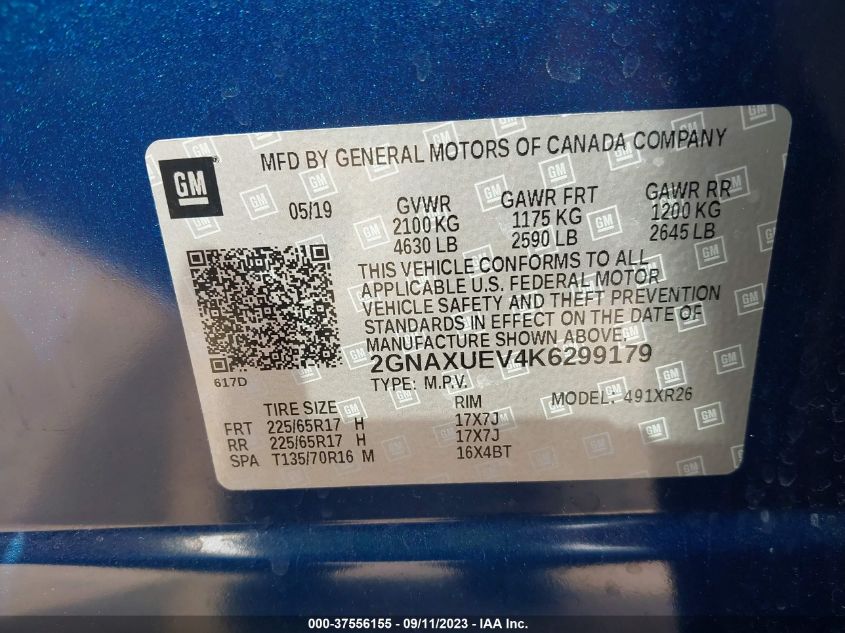 GM
MFD BY GENERAL MOTORS OF CANADA COMPANY
05/19 GVWR GAWR FRT GAWR RR
2100 KG 1175 KG 1200 KG
4630 LB 2590 LB 2645 LB
THIS VEHICLE CONFORMS TO ALL
APPLICABLE U.S. FEDERAL MOTOR
VEHICLE SAFETY AND THEFT PREVENTION
STANDARDS IN EFFECT ON THE DATE OF
MANUFACTURE SHOWN ABOVE.
2GNAXUEV4K6299179
617D
TYPE: M.P.V. MODEL: 491XR26
TIRE SIZE RIM
FRT 225/65R17 H 17X7J
RR 225/65R17 H 17X7J
SPA T135/70R16 M 16X4BT
000-37556155 - 09/11/2023 - IAA Inc.